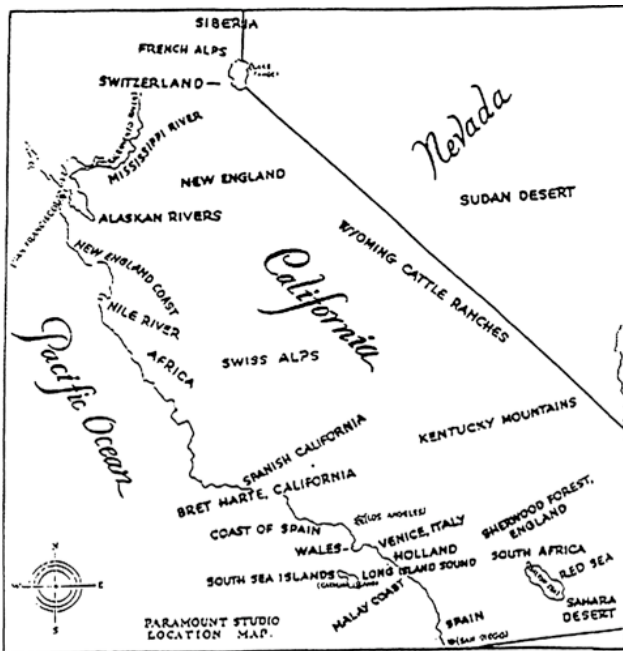 SIBERIA
FRENCH ALPS
LAKE TAHOE
SWITZERLAND
MISSISSIPPI RIVER
Nevada
NEW ENGLAND
SUDAN DESERT
SAN FRANCISCO
ALASKAN RIVERS
WYOMING CATTLE RANCHES
NEW ENGLAND COAST
California
NILE RIVER
AFRICA
SWISS ALPS
Pacific Ocean
KENTUCKY MOUNTAINS
SPANISH CALIFORNIA
BRET HARTE, CALIFORNIA
(LOS ANGELES)
COAST OF SPAIN
VENICE, ITALY
SHERWOOD FOREST, ENGLAND
WALES
HOLLAND
SOUTH AFRICA
SOUTH SEA ISLANDS
LONG ISLAND SOUND
RED SEA
(CATALINA ISLANDS)
MALAY COAST
SAHARA DESERT
SPAIN
(SAN DIEGO)
N
W
E
S
PARAMOUNT STUDIO
LOCATION MAP.